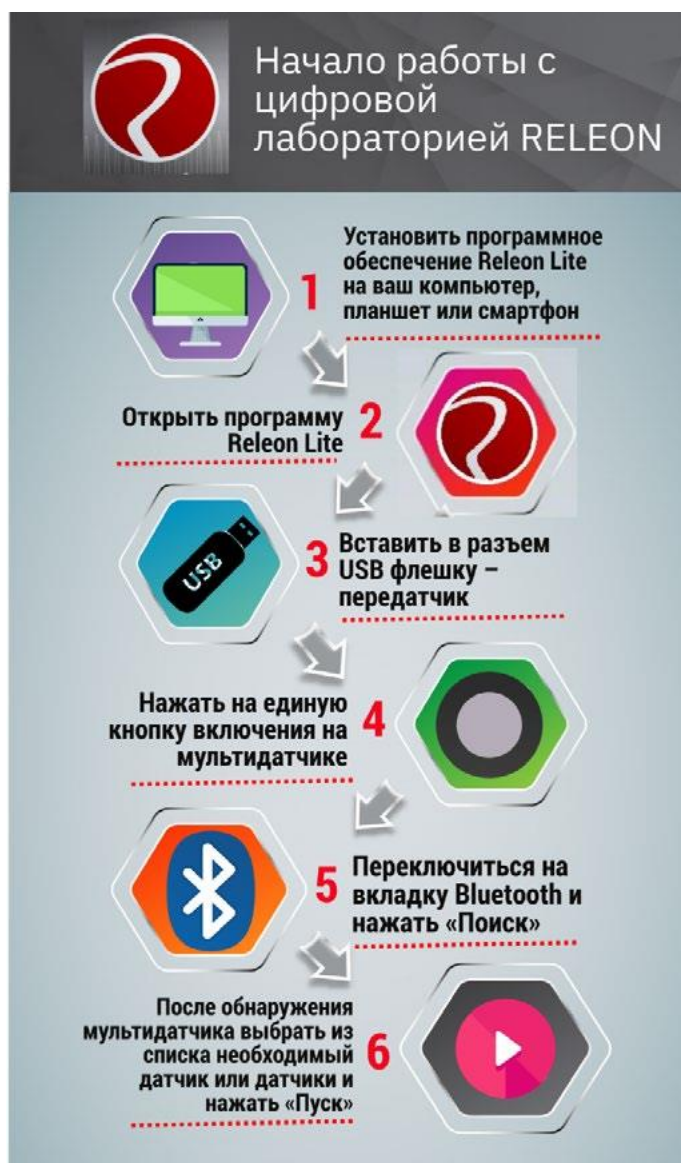 Начало работы с
цифровой
лабораторией RELEON
1
Установить программное
обеспечение Releon Lite
на ваш компьютер,
планшет или смартфон
Открыть программу
Releon Lite
2
USB
3
Вставить в разъем
USB флешку –
передатчик
Нажать на единую
кнопку включения на
мультидатчике
4
5
Переключиться на
вкладку Bluetooth и
нажать «Поиск»
После обнаружения
мультидатчика выбрать из
списка необходимый
датчик или датчики и
нажать «Пуск»
6